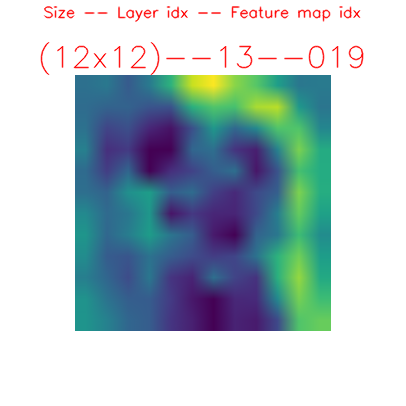 Size -- Layer idx -- Feature map idx
(12x12)--13--019